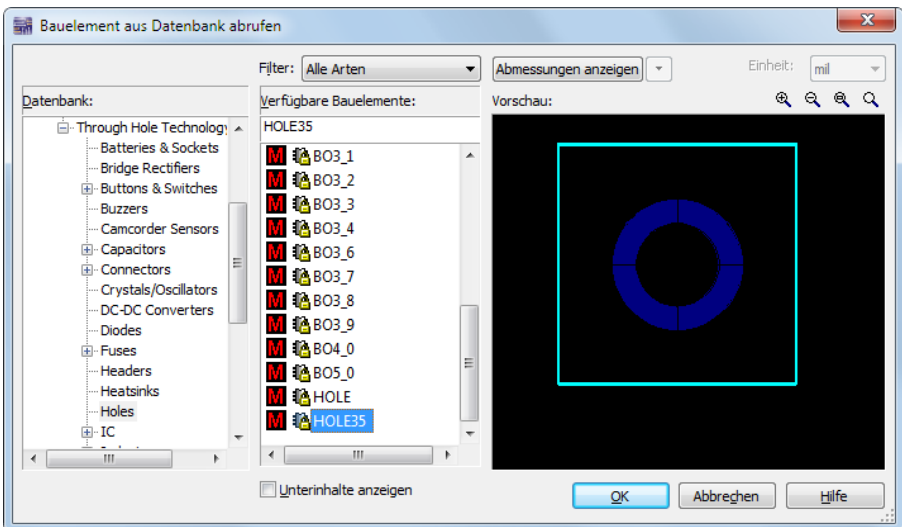 Bauelement aus Datenbank abrufen
Filter: Alle Arten
Abmessungen anzeigen
Einheit: mil
Datenbank:
Through Hole Technology
Batteries & Sockets
Bridge Rectifiers
Buttons & Switches
Buzzers
Camcorder Sensors
Capacitors
Connectors
Crystals/Oscillators
DC-DC Converters
Diodes
Fuses
Headers
Heatsinks
Holes
IC
Verfügbare Bauelemente:
HOLE35
M BO3_1
M BO3_2
M BO3_3
M BO3_4
M BO3_6
M BO3_7
M BO3_8
M BO3_9
M BO4_0
M BO5_0
M HOLE
M HOLE35
Unterinhalte anzeigen
Vorschau:
OK
Abbrechen
Hilfe